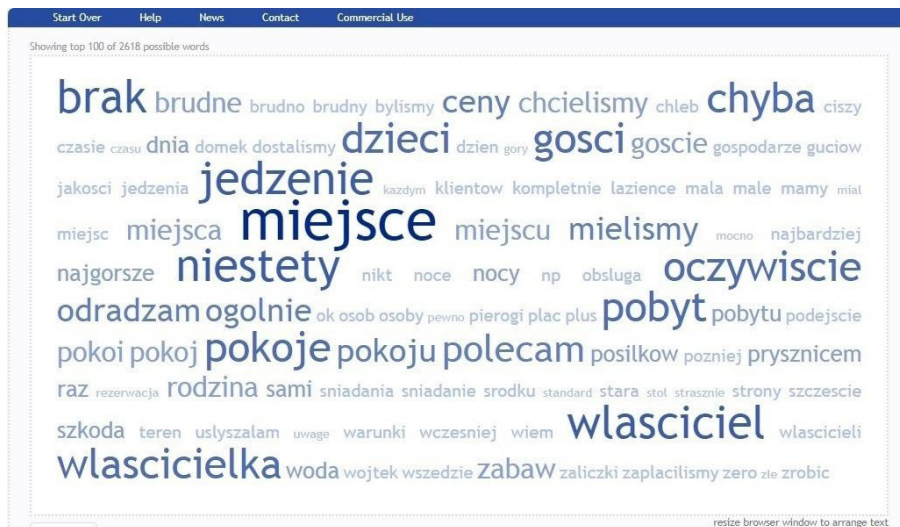 Start Over Help News Contact Commercial Use
Showing top 100 of 2618 possible words
brak brudne brudno brudny bylismy ceny chcielismy chleb chyba ciszy
czasie czasu dnia domek dostalismy dzieci dzien gory gosci goscie gospodarze guciow
jakosci jedzenia jedzenie kazdym klientow kompletnie lazience mala male mamy mial
miejsc miejsca miejsce miejscu mielismy mocno najbardziej
najgorsze niestety nikt noce nocy np obsluga oczywiscie
odradzam ogolnie ok osob osoby pewno pierogi plac plus pobyt pobytu podejscie
pokoi pokoj pokoje pokoju polecam posilkow pozniej prysznicem
raz rezerwacja rodzina sami sniadania sniadanie srodku standard stara stol strasznie strony szczescie
szkoda teren uslyszalam uwage warunki wczesniej wiem wlasciciel wlascicieli
wlascicielka woda wojtek wszedzie zabaw zaliczki zaplacilismy zero zle zrobic
resize browser window to arrange text